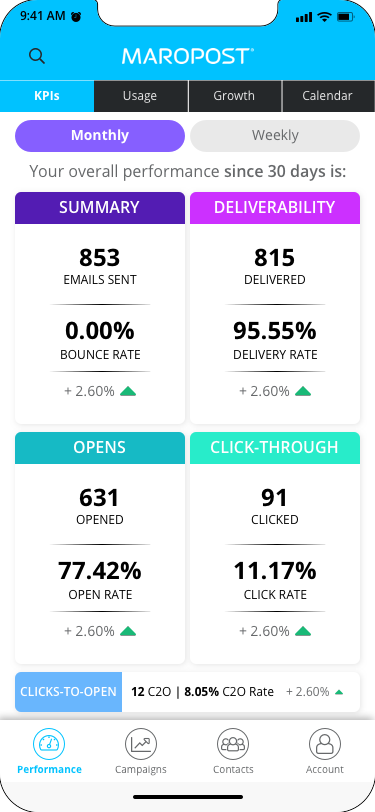 9:41 AM
MAROPOST
KPIs Usage Growth Calendar
Monthly Weekly
Your overall performance since 30 days is:
SUMMARY
853
EMAILS SENT
0.00%
BOUNCE RATE
+ 2.60%
DELIVERABILITY
815
DELIVERED
95.55%
DELIVERY RATE
+ 2.60%
OPENS
631
OPENED
77.42%
OPEN RATE
+ 2.60%
CLICK-THROUGH
91
CLICKED
11.17%
CLICK RATE
+ 2.60%
CLICKS-TO-OPEN 12 C2O | 8.05% C2O Rate + 2.60%
Performance Campaigns Contacts Account